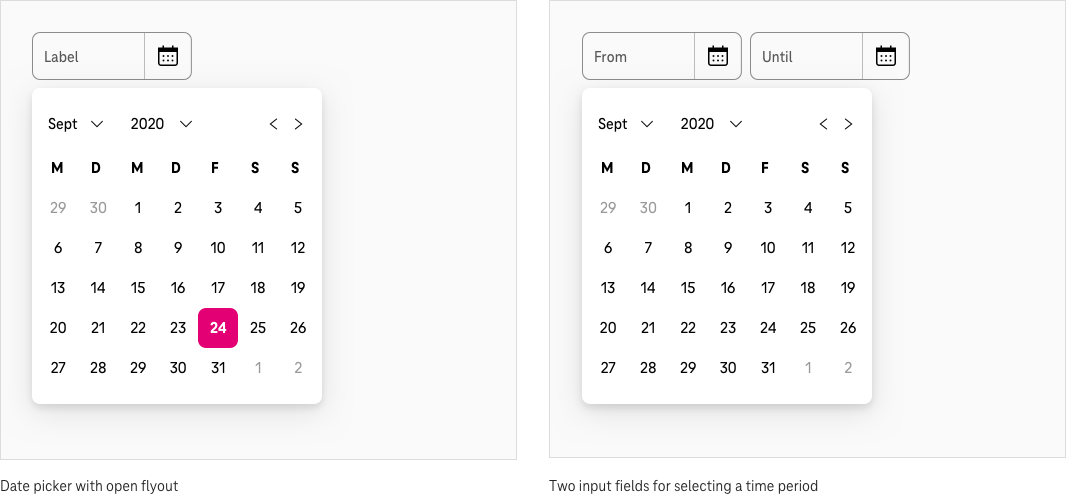 Label
Sept 2020
M D M D F S S
29 30 1 2 3 4 5
6 7 8 9 10 11 12
13 14 15 16 17 18 19
20 21 22 23 24 25 26
27 28 29 30 31 1 2
Date picker with open flyout
From Until
Sept 2020
M D M D F S S
29 30 1 2 3 4 5
6 7 8 9 10 11 12
13 14 15 16 17 18 19
20 21 22 23 24 25 26
27 28 29 30 31 1 2
Two input fields for selecting a time period